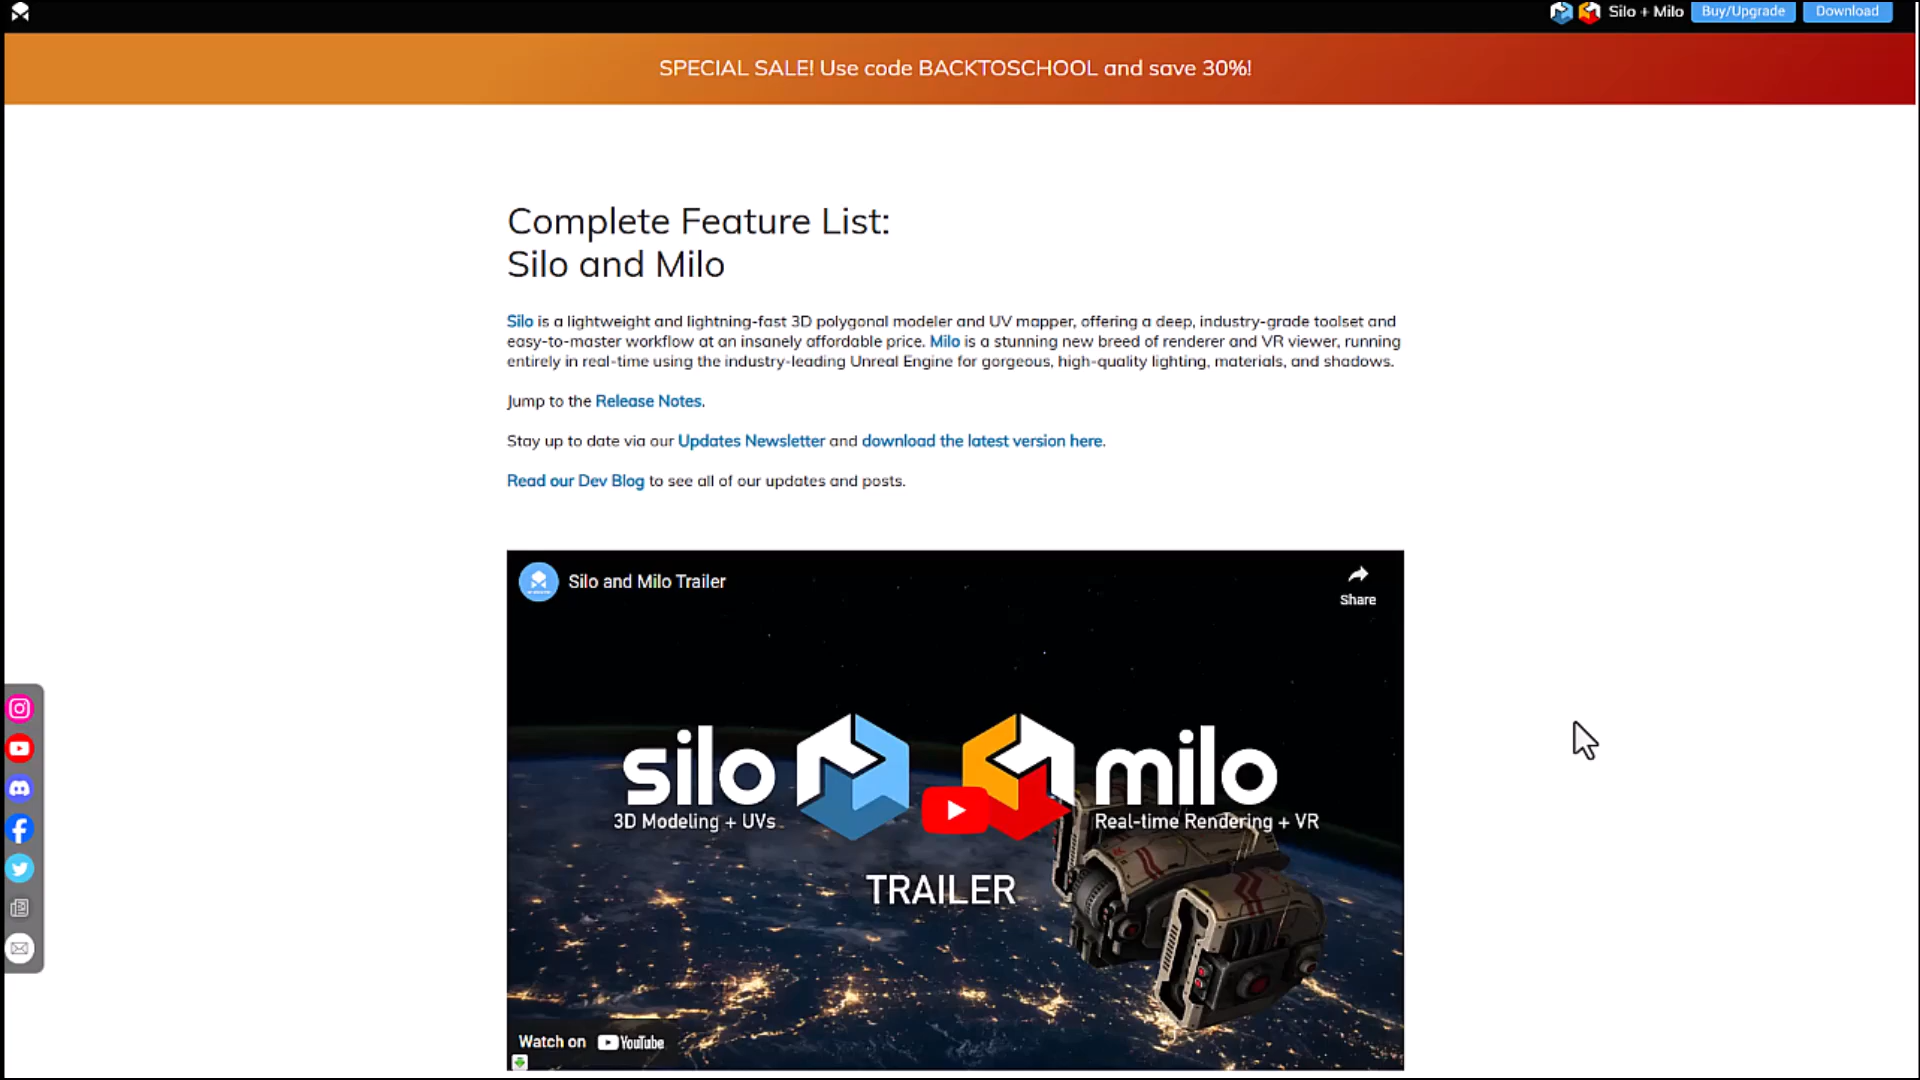 Silo + Milo Buy/Upgrade Download
SPECIAL SALE! Use code BACKTOSCHOOL and save 30%!
Complete Feature List:
Silo and Milo
Silo is a lightweight and lightning-fast 3D polygonal modeler and UV mapper, offering a deep, industry-grade toolset and
easy-to-master workflow at an insanely affordable price. Milo is a stunning new breed of renderer and VR viewer, running
entirely in real-time using the industry-leading Unreal Engine for gorgeous, high-quality lighting, materials, and shadows.
Jump to the Release Notes.
Stay up to date via our Updates Newsletter and download the latest version here.
Read our Dev Blog to see all of our updates and posts.
Silo and Milo Trailer
Share
silo milo
3D Modeling + UVs Real-time Rendering + VR
TRAILER
Watch on YouTube